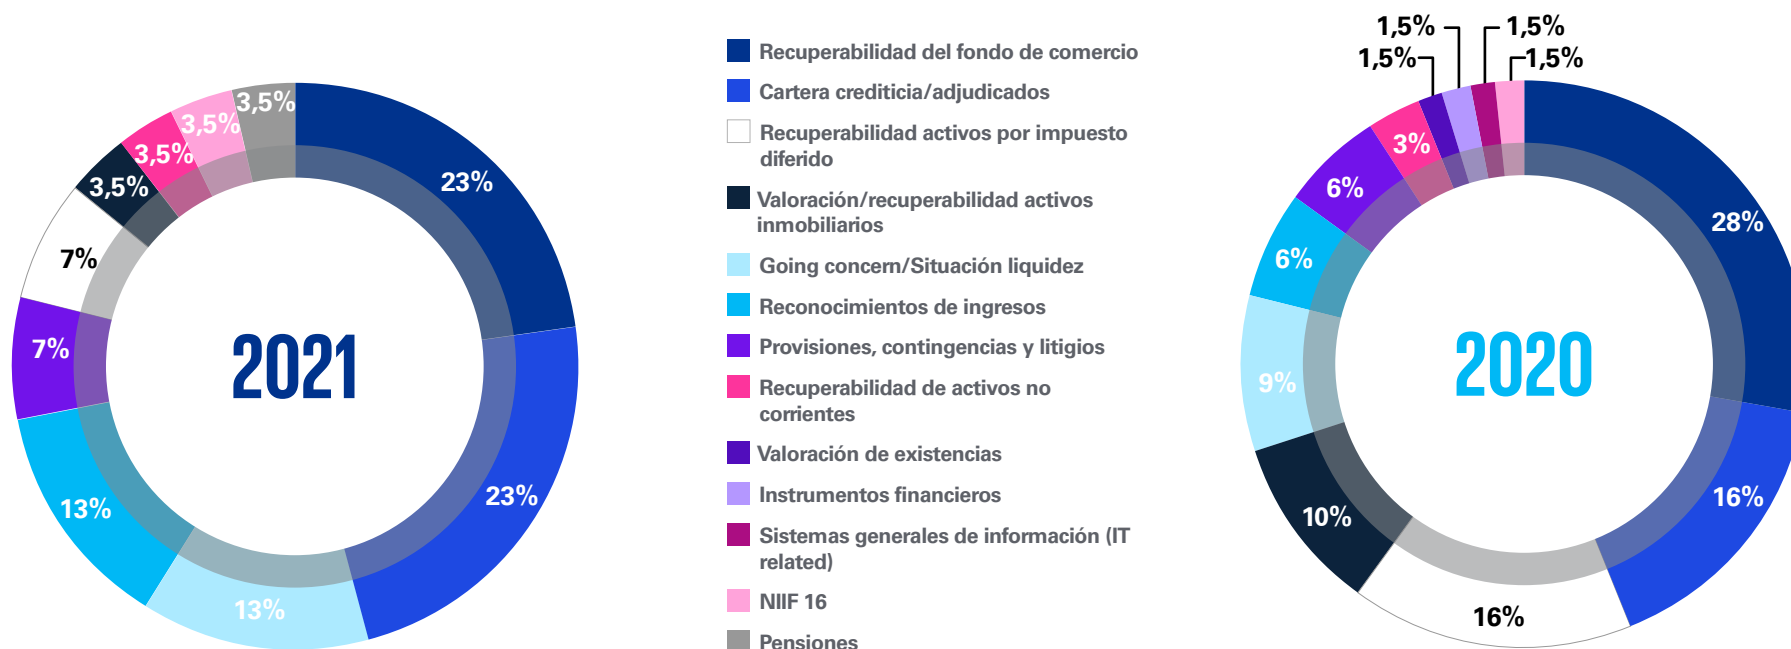 23%
23%
13%
13%
7%
7%
3,5%
3,5%
3,5%
3,5%
2021
Recuperabilidad del fondo de comercio
Cartera crediticia/adjudicados
Recuperabilidad activos por impuesto
diferido
Valoración/recuperabilidad activos
inmobiliarios
Going concern/Situación liquidez
Reconocimientos de ingresos
Provisiones, contingencias y litigios
Recuperabilidad de activos no
corrientes
Valoración de existencias
Instrumentos financieros
Sistemas generales de información (IT
related)
NIIF 16
Pensiones
28%
16%
16%
10%
9%
6%
6%
3%
1,5%
1,5%
1,5%
1,5%
2020